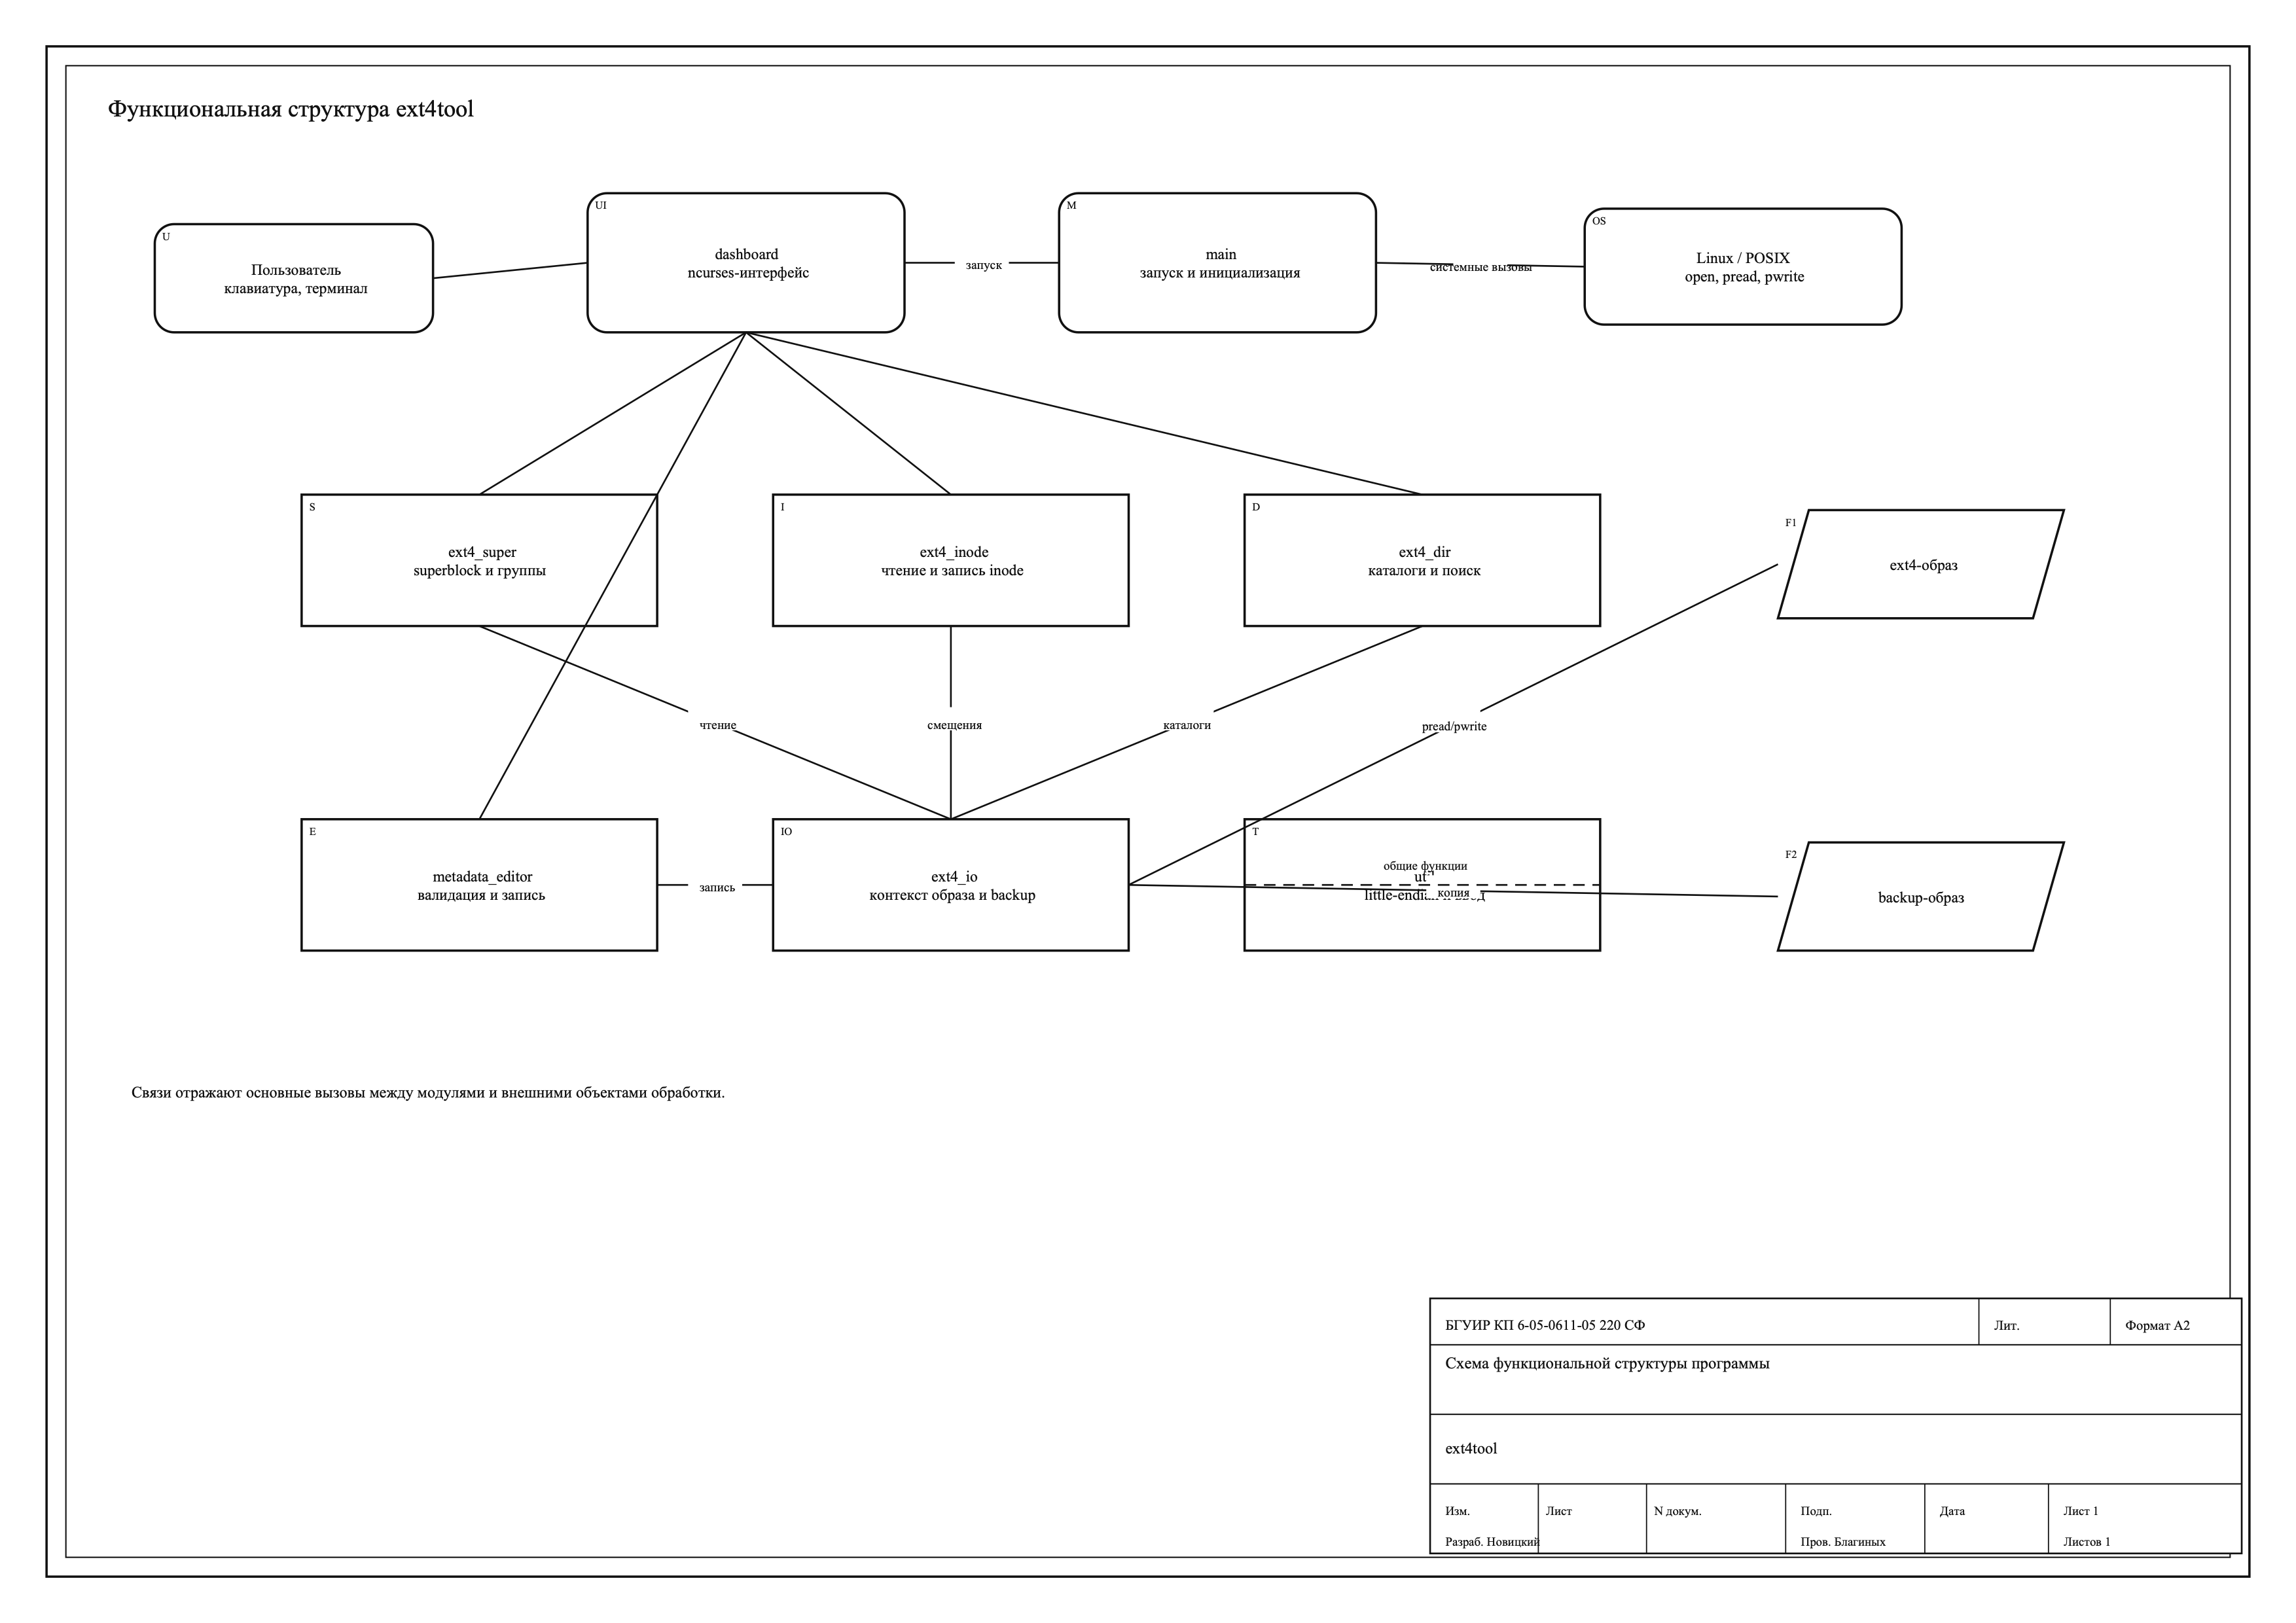 Функциональная структура ext4tool
U
Пользователь
клавиатура, терминал
UI
dashboard
ncurses-интерфейс
запуск
M
main
запуск и инициализация
системные вызовы
OS
Linux / POSIX
open, pread, pwrite
S
ext4_super
superblock и группы
I
ext4_inode
чтение и запись inode
D
ext4_dir
каталоги и поиск
F1
ext4-образ
чтение
смещения
каталоги
pread/pwrite
E
metadata_editor
валидация и запись
запись
IO
ext4_io
контекст образа и backup
T
общие функции
копия
F2
backup-образ
Связи отражают основные вызовы между модулями и внешними объектами обработки.
БГУИР КП 6-05-0611-05 220 СФ
Лит.
Формат А2
Схема функциональной структуры программы
ext4tool
Изм.
Лист
N докум.
Подп.
Дата
Лист 1
Разраб. Новицкий
Пров. Благиных
Листов 1